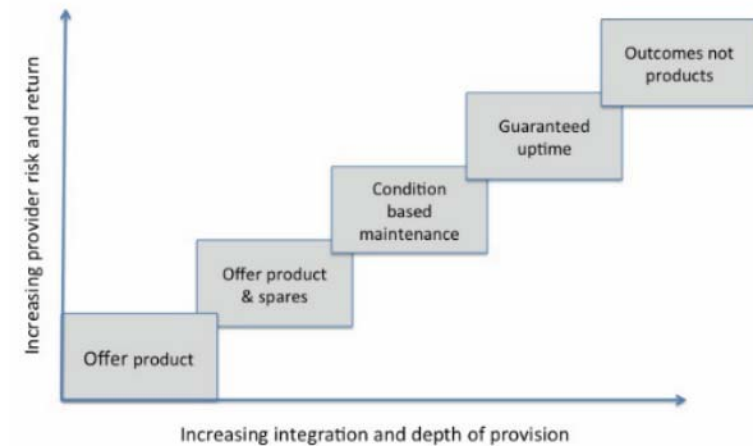 Outcomes not
products
Guaranteed
uptime
Condition
based
maintenance
Offer product
& spares
Offer product
Increasing provider risk and return
Increasing integration and depth of provision